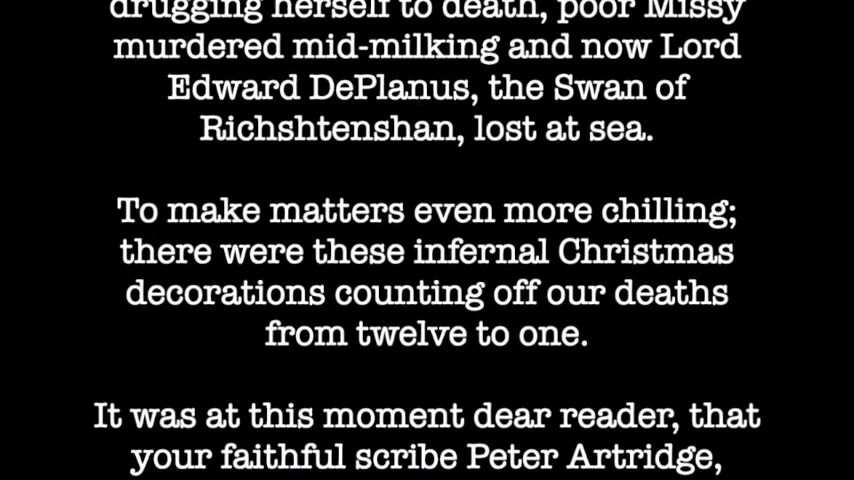 drugging herself to death, poor Missy
murdered mid-milking and now Lord
Edward DePlanus, the Swan of
Richshtenshan, lost at sea.
To make matters even more chilling;
there were these infernal Christmas
decorations counting off our deaths
from twelve to one.
It was at this moment dear reader, that
your faithful scribe Peter Artridge,